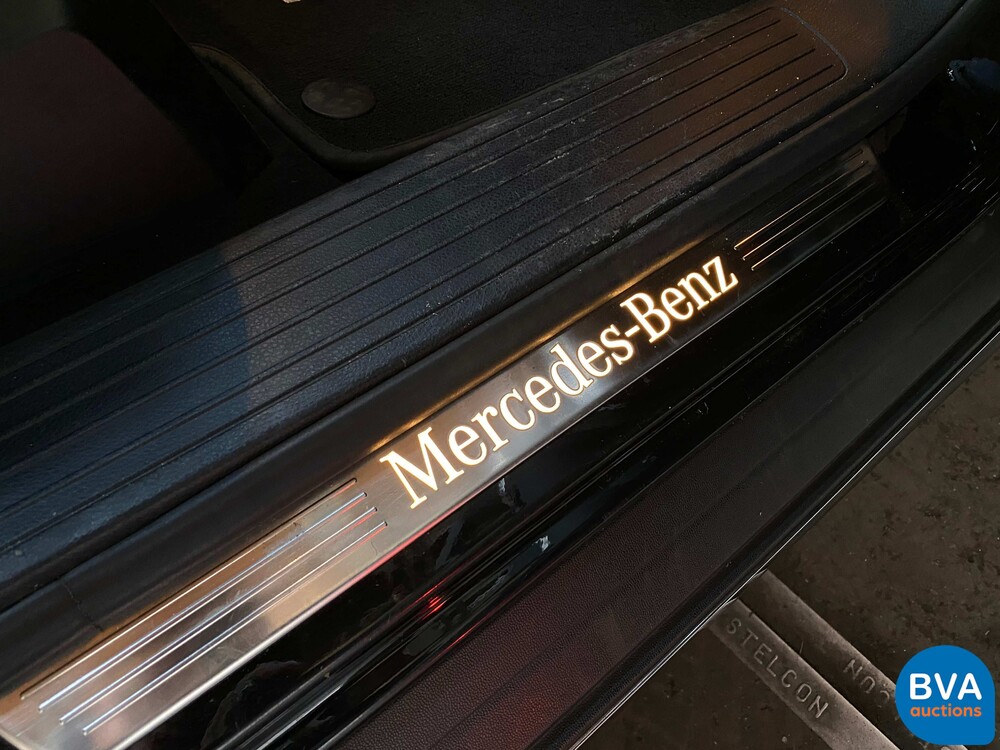 Mercedes-Benz
STELCON
BVA
auctions